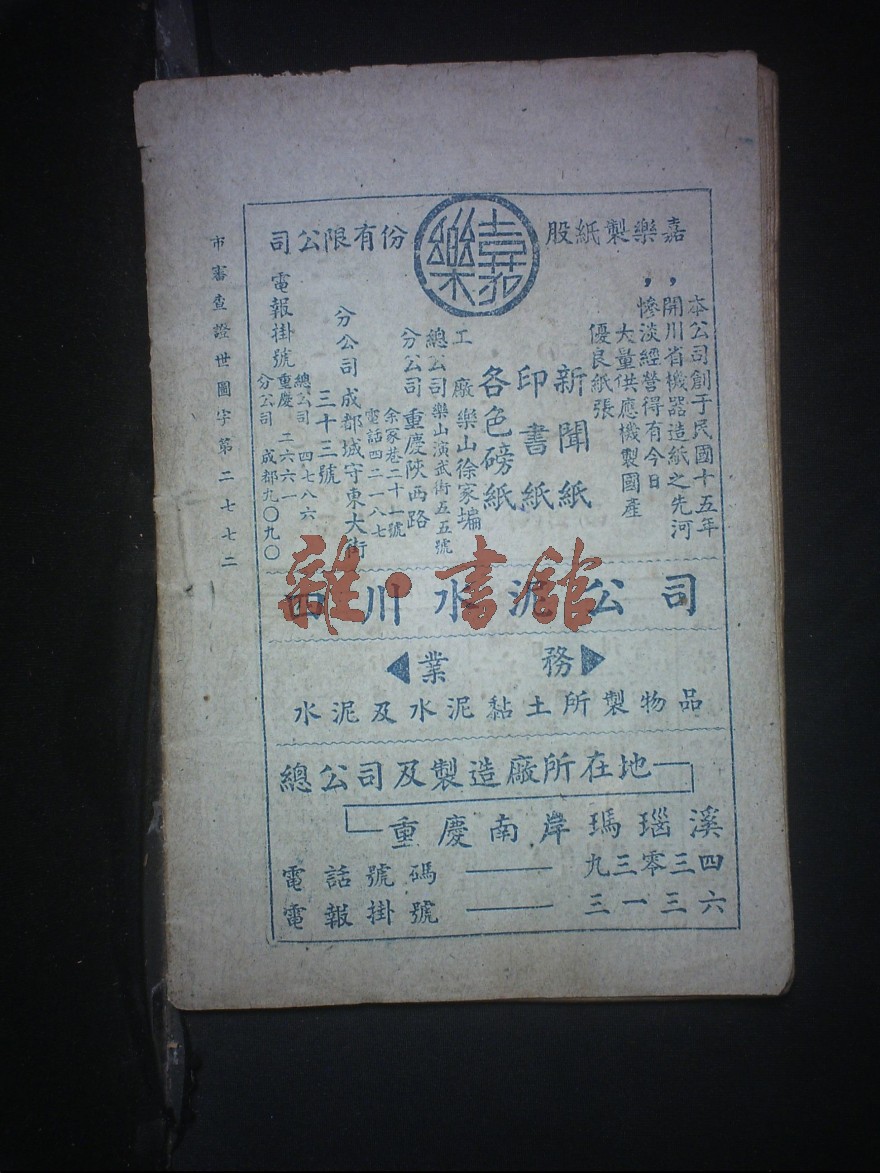 嘉樂製紙股份有限公司
嘉樂
本公司創于民國十五年
，開川省機器造紙之先河
，慘淡經營得有今日
大量供應機製國產
優良紙張
新聞紙
印書紙
各色磅紙
工廠樂山徐家塥
總公司樂山演武街五五號
分公司重慶陝西路
余家巷二十一號
電話四二一八七
分公司成都城守東大街
三十三號
電報掛號
總公司 四七八六
重慶 二六六一
分公司 成都九〇九〇
市審查證世圖字第二七七二
雜·書館
四川水泥公司
業務
水泥及水泥黏土所製物品
總公司及製造廠所在地
重慶南岸瑪瑙溪
電話號碼——九三零三四
電報掛號——三一三六